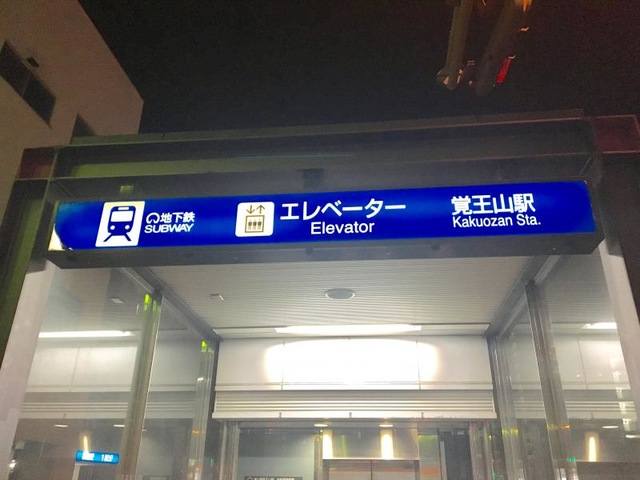 地下鉄
SUBWAY
エレベーター
Elevator
覚王山駅
Kakuozan Sta.